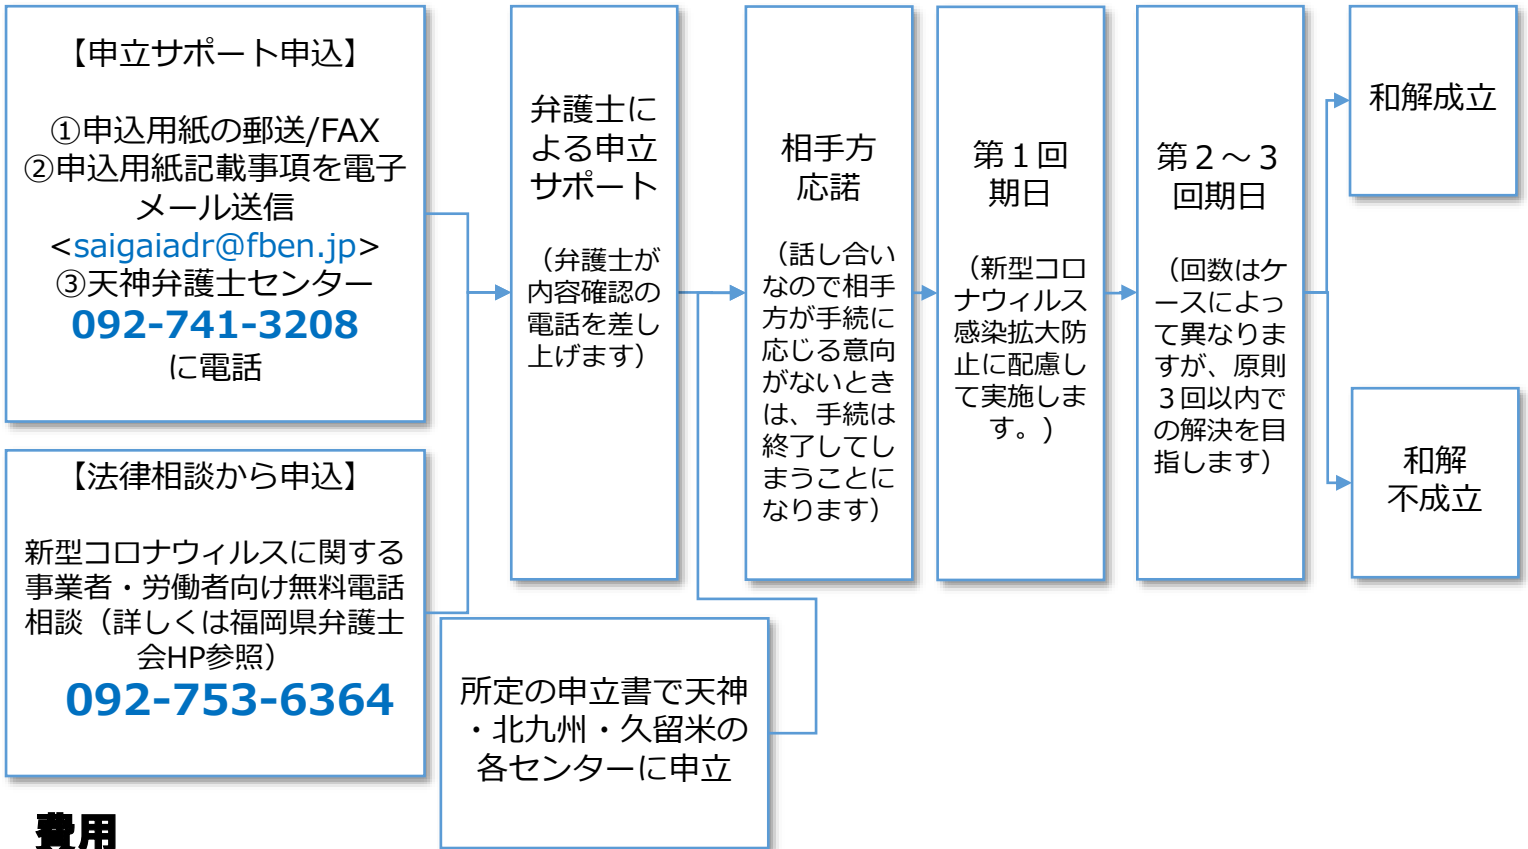 【申立サポート申込】
①申込用紙の郵送/FAX
②申込用紙記載事項を電子
メール送信
<saigaiadr@fben.jp>
③天神弁護士センター
092-741-3208
に電話
【法律相談から申込】
新型コロナウィルスに関する
事業者・労働者向け無料電話
相談（詳しくは福岡県弁護士
会HP参照）
092-753-6364
弁護士に
よる申立
サポート
（弁護士が
内容確認の
電話を差し
上げます）
所定の申立書で天神
・北九州・久留米の
各センターに申立
相手方
応諾
（話し合い
なので相手
方が手続に
応じる意向
がないとき
は、手続は
終了してし
まうことに
なります）
第１回
期日
（新型コロ
ナウィルス
感染拡大防
止に配慮し
て実施しま
す。)
第２～３
回期日
（回数はケ
ースによっ
て異なりま
すが、原則
３回以内で
の解決を目
指します）
和解成立
和解
不成立
費用